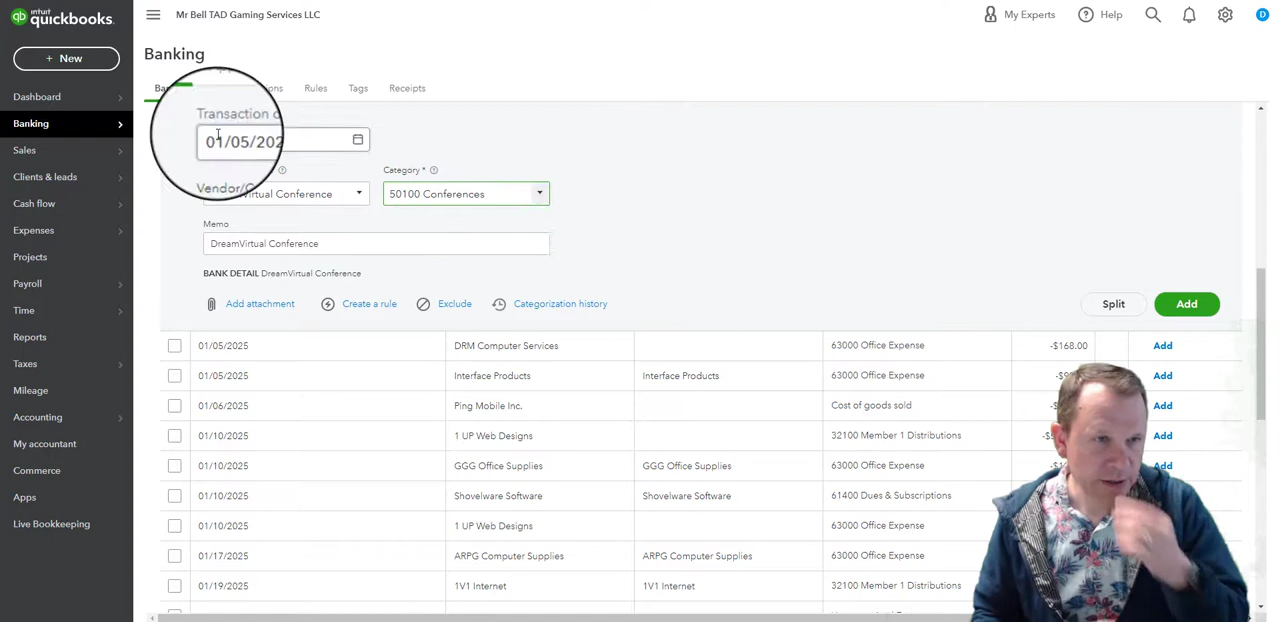 intuit
quickbooks.
Mr Bell TAD Gaming Services LLC
My Experts
Help
D
+ New
Banking
Rules
Tags
Receipts
Dashboard
Banking
Sales
Clients & leads
Cash flow
Expenses
Projects
Payroll
Time
Reports
Taxes
Mileage
Accounting
My accountant
Commerce
Apps
Live Bookkeeping
Transaction
01/05/202
Category *
Conference
50100 Conferences
Memo
DreamVirtual Conference
BANK DETAIL DreamVirtual Conference
Add attachment
Create a rule
Exclude
Categorization history
Split
Add
01/05/2025 DRM Computer Services 63000 Office Expense -$168.00 Add
01/05/2025 Interface Products Interface Products 63000 Office Expense Add
01/06/2025 Ping Mobile Inc. Cost of goods sold Add
01/10/2025 1 UP Web Designs 32100 Member 1 Distributions Add
01/10/2025 GGG Office Supplies GGG Office Supplies 63000 Office Expense Add
01/10/2025 Shovelware Software Shovelware Software 61400 Dues & Subscriptions
01/10/2025 1 UP Web Designs 63000 Office Expense
01/17/2025 ARPG Computer Supplies ARPG Computer Supplies 63000 Office Expense
01/19/2025 1V1 Internet 1V1 Internet 32100 Member 1 Distributions